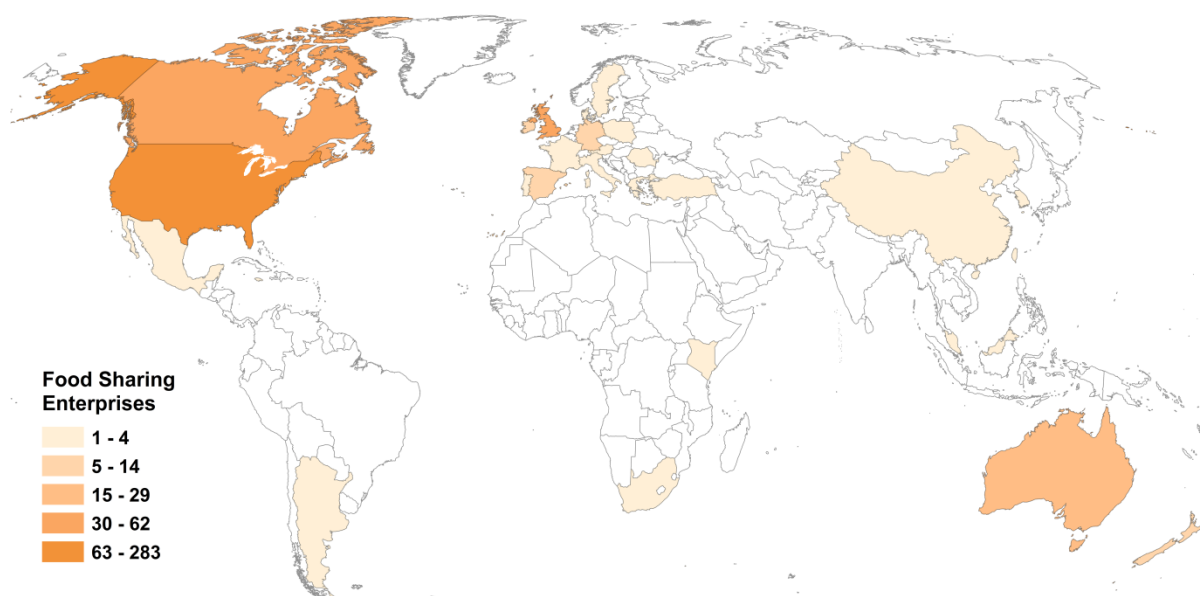 Food Sharing
Enterprises
1 - 4
5 - 14
15 - 29
30 - 62
63 - 283